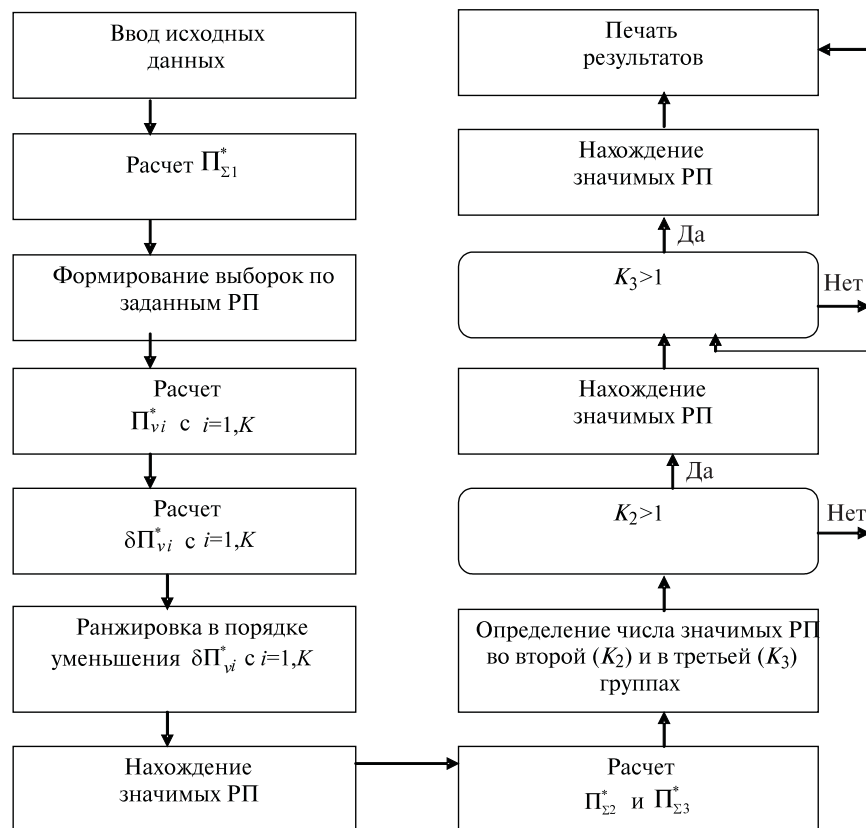 Ввод исходных
данных
Расчет П*Σ1
Формирование выборок по
заданным РП
Расчет
П*νi с i=1,K
Расчет
δП*νi с i=1,K
Ранжировка в порядке
уменьшения δП*νi с i=1,K
Нахождение
значимых РП
Расчет
П*Σ2 и П*Σ3
Определение числа значимых РП
во второй (K2) и в третьей (K3)
группах
K2>1
Нет
Да
Нахождение
значимых РП
K3>1
Нет
Да
Нахождение
значимых РП
Печать
результатов